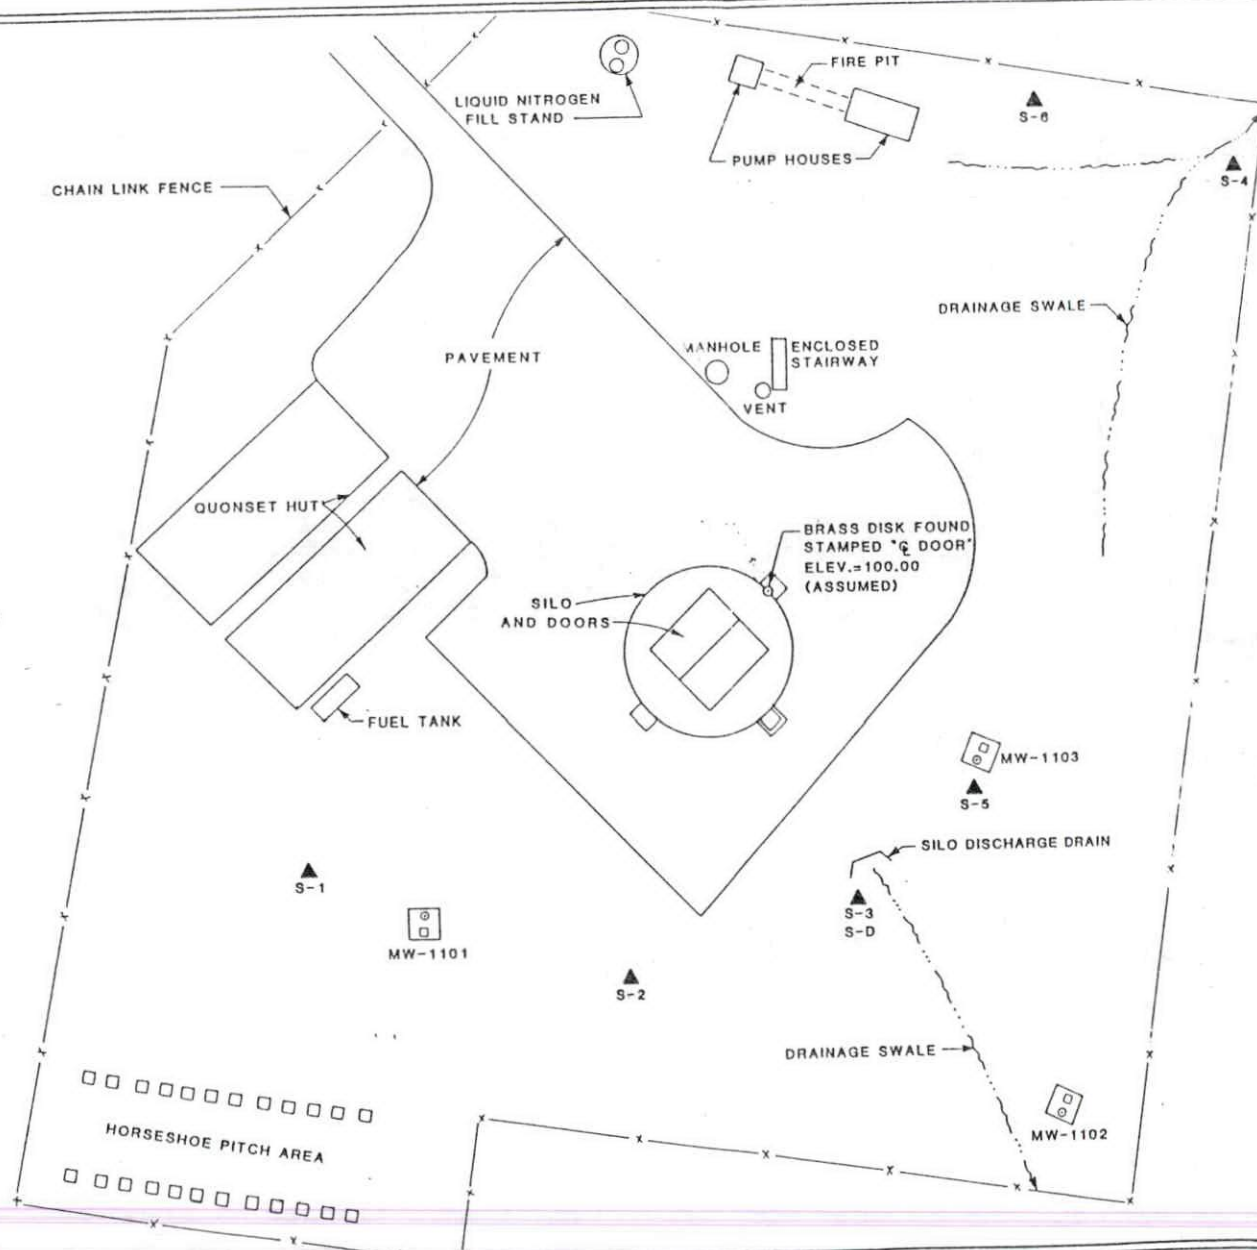 FIRE PIT
LIQUID NITROGEN
FILL STAND
S-6
PUMP HOUSES
S-4
CHAIN LINK FENCE
DRAINAGE SWALE
PAVEMENT
MANHOLE
ENCLOSED
STAIRWAY
VENT
QUONSET HUT
BRASS DISK FOUND
STAMPED "℄ DOOR"
ELEV.=100.00
(ASSUMED)
SILO
AND DOORS
FUEL TANK
MW-1103
S-5
SILO DISCHARGE DRAIN
S-1
S-3
S-D
MW-1101
S-2
DRAINAGE SWALE
HORSESHOE PITCH AREA
MW-1102